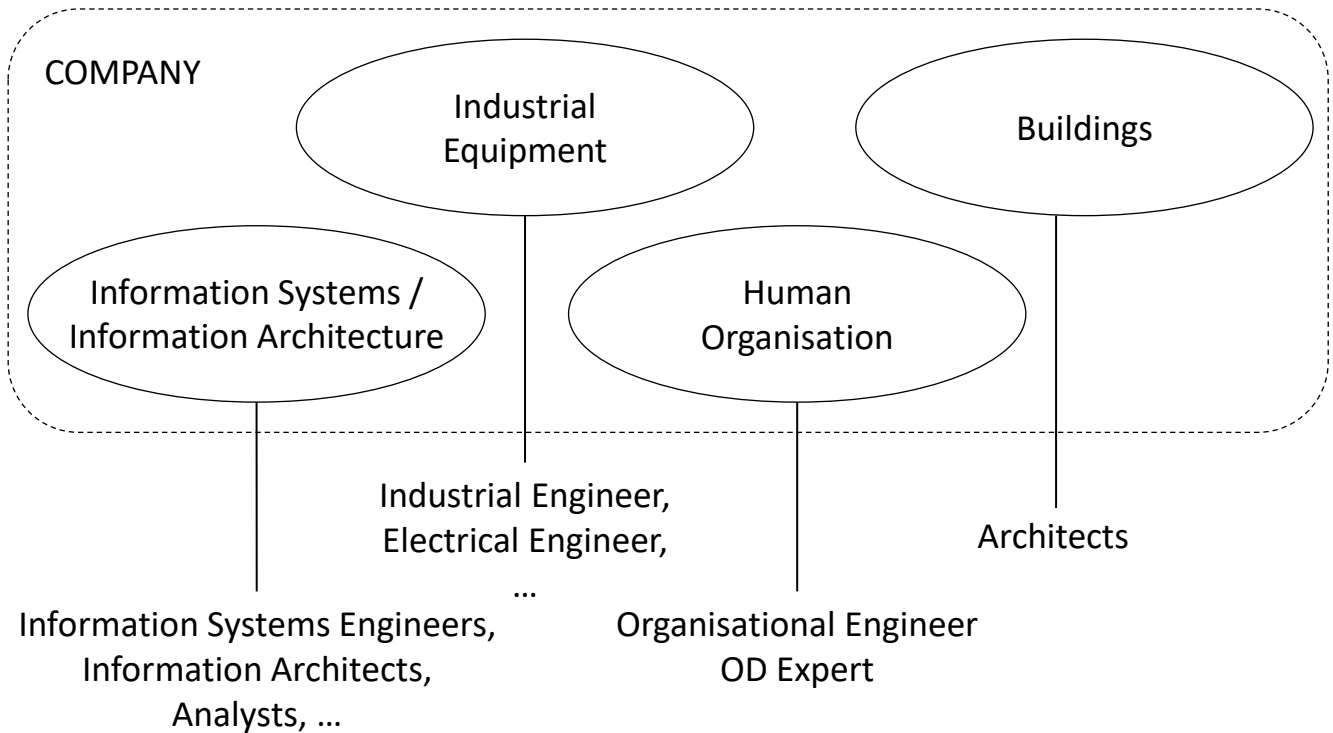 COMPANY
Industrial
Equipment
Buildings
Information Systems /
Information Architecture
Human
Organisation
Industrial Engineer,
Electrical Engineer,
…
Architects
Information Systems Engineers,
Information Architects,
Analysts, …
Organisational Engineer
OD Expert